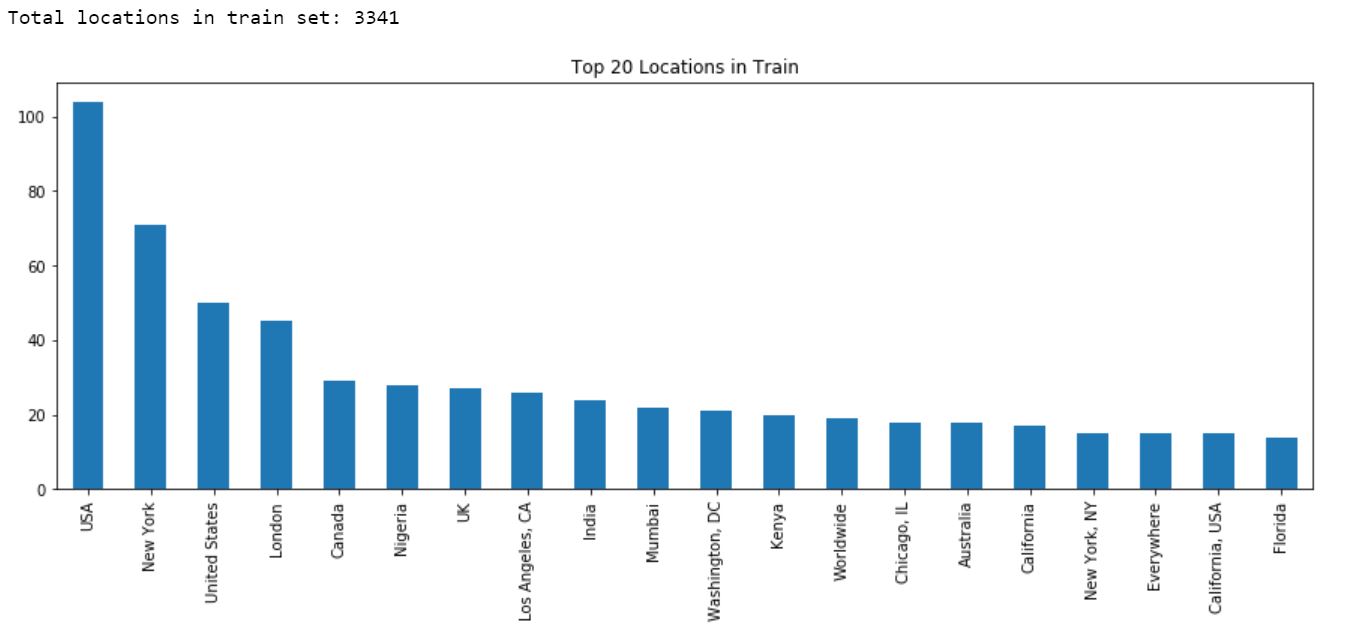 Total locations in train set: 3341
Top 20 Locations in Train
100
80
60
40
20
0
USA
New York
United States
London
Canada
Nigeria
UK
Los Angeles, CA
India
Mumbai
Washington, DC
Kenya
Worldwide
Chicago, IL
Australia
California
New York, NY
Everywhere
California, USA
Florida